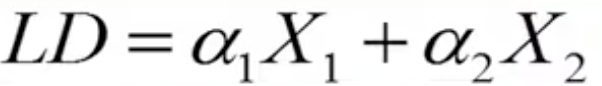 LD = α₁X₁ + α₂X₂